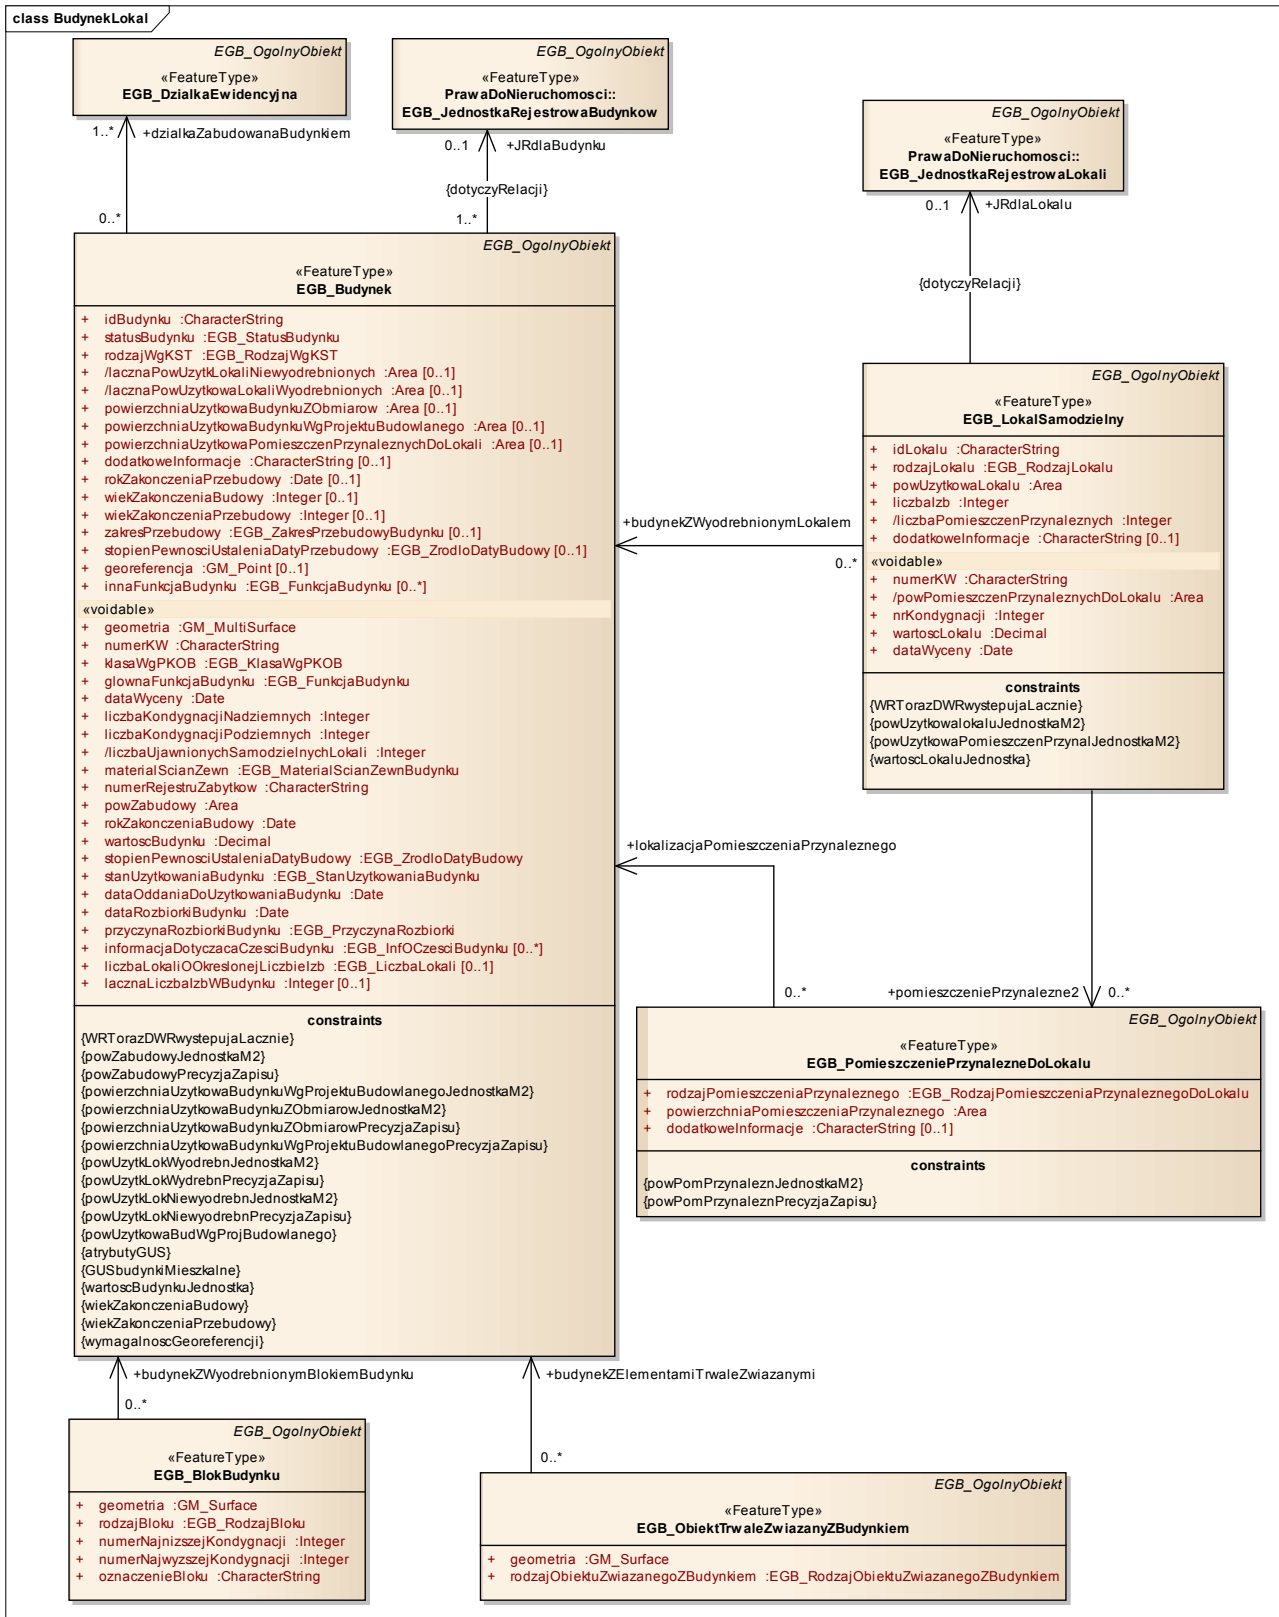 class BudynekLokal
EGB_OgolnyObiekt
«FeatureType»
EGB_DzialkaEwidencyjna
EGB_OgolnyObiekt
«FeatureType»
PrawaDoNieruchomosci::
EGB_JednostkaRejestrowaBudynkow
EGB_OgolnyObiekt
«FeatureType»
PrawaDoNieruchomosci::
EGB_JednostkaRejestrowaLokali
1..*
+dzialkaZabudowanaBudynkiem
0..*
0..1
+JRdlaBudynku
{dotyczyRelacji}
1..*
0..1
+JRdlaLokalu
{dotyczyRelacji}
EGB_OgolnyObiekt
«FeatureType»
EGB_Budynek
+ idBudynku :CharacterString
+ statusBudynku :EGB_StatusBudynku
+ rodzajWgKST :EGB_RodzajWgKST
+ /lacznaPowUzytkLokaliNiewyodrebnionych :Area [0..1]
+ /lacznaPowUzytkowaLokaliWyodrebnionych :Area [0..1]
+ powierzchniaUzytkowaBudynkuZObmiarow :Area [0..1]
+ powierzchniaUzytkowaBudynkuWgProjektuBudowlanego :Area [0..1]
+ powierzchniaUzytkowaPomieszczenPrzynaleznychDoLokali :Area [0..1]
+ dodatkoweInformacje :CharacterString [0..1]
+ rokZakonczeniaPrzebudowy :Date [0..1]
+ wiekZakonczeniaBudowy :Integer [0..1]
+ wiekZakonczeniaPrzebudowy :Integer [0..1]
+ zakresPrzebudowy :EGB_ZakresPrzebudowyBudynku [0..1]
+ stopienPewnosciUstaleniaDatyPrzebudowy :EGB_ZrodloDatyBudowy [0..1]
+ georeferencja :GM_Point [0..1]
+ innaFunkcjaBudynku :EGB_FunkcjaBudynku [0..*]
«voidable»
+ geometria :GM_MultiSurface
+ numerKW :CharacterString
+ klasaWgPKOB :EGB_KlasaWgPKOB
+ glownaFunkcjaBudynku :EGB_FunkcjaBudynku
+ dataWyceny :Date
+ liczbaKondygnacjiNadziemnych :Integer
+ liczbaKondygnacjiPodziemnych :Integer
+ /liczbaUjawnionychSamodzielnychLokali :Integer
+ materialScianZewn :EGB_MaterialScianZewnBudynku
+ numerRejestruZabytkow :CharacterString
+ powZabudowy :Area
+ rokZakonczeniaBudowy :Date
+ wartoscBudynku :Decimal
+ stopienPewnosciUstaleniaDatyBudowy :EGB_ZrodloDatyBudowy
+ stanUzytkowaniaBudynku :EGB_StanUzytkowaniaBudynku
+ dataOddaniaDoUzytkowaniaBudynku :Date
+ dataRozbiorkiBudynku :Date
+ przyczynaRozbiorkiBudynku :EGB_PrzyczynaRozbiorki
+ informacjaDotyczacaCzesciBudynku :EGB_InfOCzesciBudynku [0..*]
+ liczbaLokaliOOkreslonejLiczbieIzb :EGB_LiczbaLokali [0..1]
+ lacznaLiczbaIzbWBudynku :Integer [0..1]
constraints
{WRTorazDWRwystepujaLacznie}
{powZabudowyJednostkaM2}
{powZabudowyPrecyzjaZapisu}
{powierzchniaUzytkowaBudynkuWgProjektuBudowlanegoJednostkaM2}
{powierzchniaUzytkowaBudynkuZObmiarowJednostkaM2}
{powierzchniaUzytkowaBudynkuZObmiarowPrecyzjaZapisu}
{powierzchniaUzytkowaBudynkuWgProjektuBudowlanegoPrecyzjaZapisu}
{powUzytkLokWyodrebnJednostkaM2}
{powUzytkLokWydrebnPrecyzjaZapisu}
{powUzytkLokNiewyodrebnJednostkaM2}
{powUzytkLokNiewyodrebnPrecyzjaZapisu}
{powUzytkowaBudWgProjBudowlanego}
{atrybutyGUS}
{GUSbudynkiMieszkalne}
{wartoscBudynkuJednostka}
{wiekZakonczeniaBudowy}
{wiekZakonczeniaPrzebudowy}
{wymagalnoscGeoreferencji}
+budynekZWyodrebnionymLokalem
0..*
EGB_OgolnyObiekt
«FeatureType»
EGB_LokalSamodzielny
+ idLokalu :CharacterString
+ rodzajLokalu :EGB_RodzajLokalu
+ powUzytkowaLokalu :Area
+ liczbaIzb :Integer
+ /liczbaPomieszczenPrzynaleznych :Integer
+ dodatkoweInformacje :CharacterString [0..1]
«voidable»
+ numerKW :CharacterString
+ /powPomieszczenPrzynaleznychDoLokalu :Area
+ nrKondygnacji :Integer
+ wartoscLokalu :Decimal
+ dataWyceny :Date
constraints
{WRTorazDWRwystepujaLacznie}
{powUzytkowalokaluJednostkaM2}
{powUzytkowaPomieszczenPrzynalJednostkaM2}
{wartoscLokaluJednostka}
+lokalizacjaPomieszczeniaPrzynaleznego
0..*
+pomieszczeniePrzynalezne2
0..*
EGB_OgolnyObiekt
«FeatureType»
EGB_PomieszczeniePrzynalezneDoLokalu
+ rodzajPomieszczeniaPrzynaleznego :EGB_RodzajPomieszczeniaPrzynaleznegoDoLokalu
+ powierzchniaPomieszczeniaPrzynaleznego :Area
+ dodatkoweInformacje :CharacterString [0..1]
constraints
{powPomPrzynaleznJednostkaM2}
{powPomPrzynaleznPrecyzjaZapisu}
+budynekZWyodrebnionymBlokiemBudynku
0..*
+budynekZElementamiTrwaleZwiazanymi
0..*
EGB_OgolnyObiekt
«FeatureType»
EGB_BlokBudynku
+ geometria :GM_Surface
+ rodzajBloku :EGB_RodzajBloku
+ numerNajnizszejKondygnacji :Integer
+ numerNajwyzszejKondygnacji :Integer
+ oznaczenieBloku :CharacterString
EGB_OgolnyObiekt
«FeatureType»
EGB_ObiektTrwaleZwiazanyZBudynkiem
+ geometria :GM_Surface
+ rodzajObiektuZwiazanegoZBudynkiem :EGB_RodzajObiektuZwiazanegoZBudynkiem